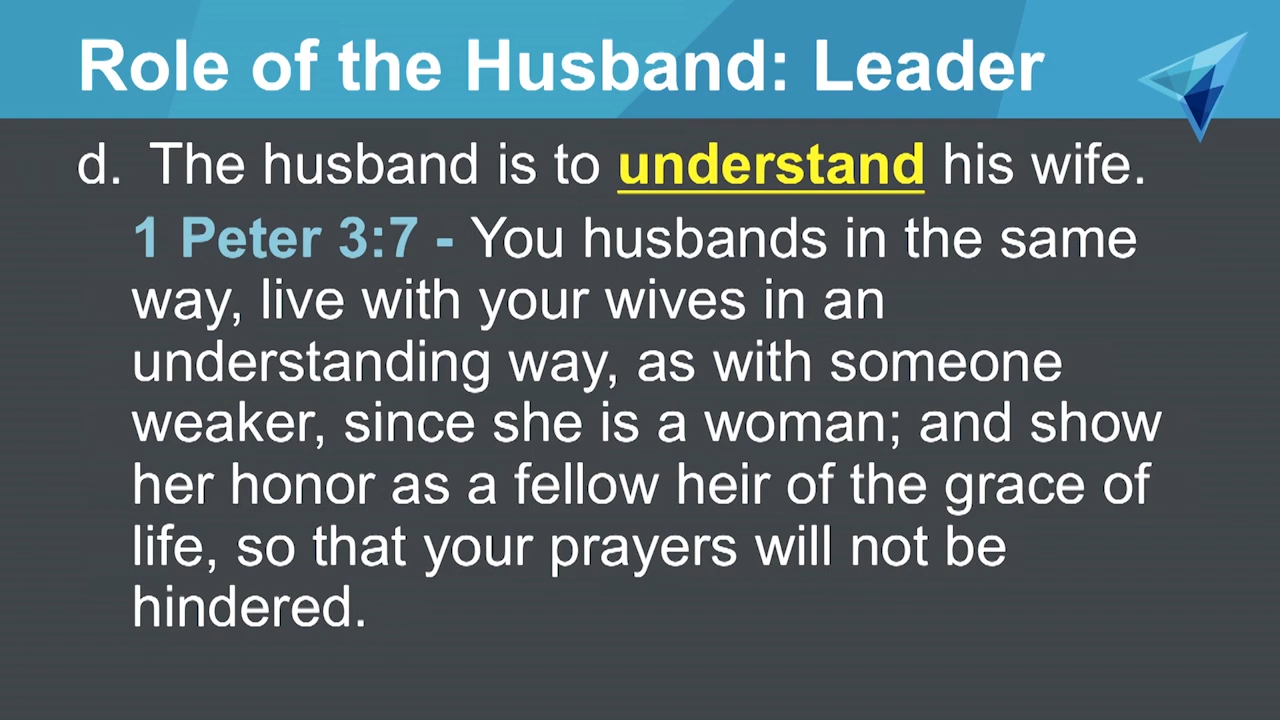 Role of the Husband: Leader
d. The husband is to understand his wife.
1 Peter 3:7 - You husbands in the same
way, live with your wives in an
understanding way, as with someone
weaker, since she is a woman; and show
her honor as a fellow heir of the grace of
life, so that your prayers will not be
hindered.